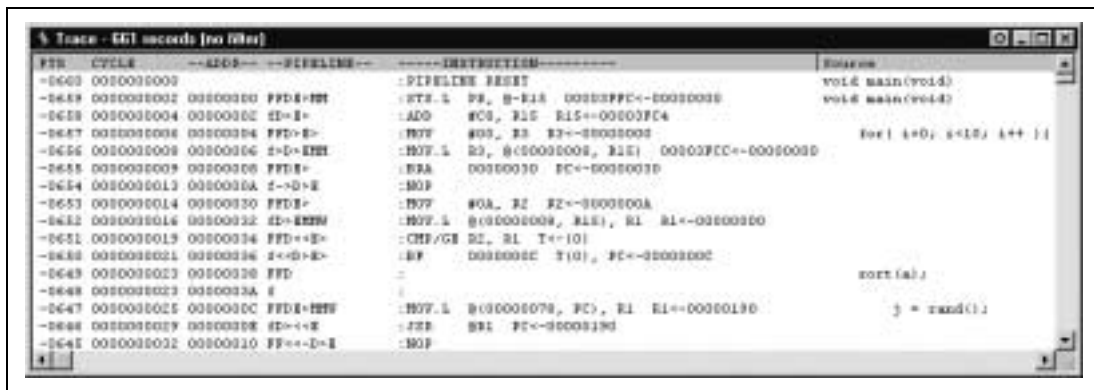 Trace - 661 records (no filter)
PTR CYCLE --ADDR-- --PIPELINE-- -----INSTRUCTION--------- Source
-0660 0000000000 :PIPELINE RESET void main(void)
-0659 0000000002 00000000 FFDE>MM :STS.L PR, @-R15 00003FFC<-00000000 void main(void)
-0658 0000000004 00000002 fD>E> :ADD #C8, R15 R15<-00003FC4
-0657 0000000008 00000004 FFD>E> :MOV #00, R3 R3<-00000000 for( i=0; i<10; i++ ){
-0656 0000000008 00000006 f>D>EMM :MOV.L R3, @(00000008, R15) 00003FCC<-00000000
-0655 0000000009 00000008 FFDE> :BRA 00000030 PC<-00000030
-0654 0000000013 0000000A f->D>E :NOP
-0653 0000000014 00000030 FFDE> :MOV #0A, R2 R2<-0000000A
-0652 0000000016 00000032 fD>EMMW :MOV.L @(00000008, R15), R1 R1<-00000000
-0651 0000000019 00000034 FFD<<E> :CMP/GE R2, R1 T<-(0)
-0650 0000000021 00000036 f<<D>E> :BF 0000000C T(0), PC<-0000000C
-0649 0000000023 00000038 FFD : sort(a);
-0648 0000000023 0000003A f :
-0647 0000000025 0000000C FFDE>MMW :MOV.L @(00000078, PC), R1 R1<-00000190 j = rand();
-0646 0000000029 0000000E fD><<E :JSR @R1 PC<-00000190
-0645 0000000032 00000010 FF<<-D>E :NOP